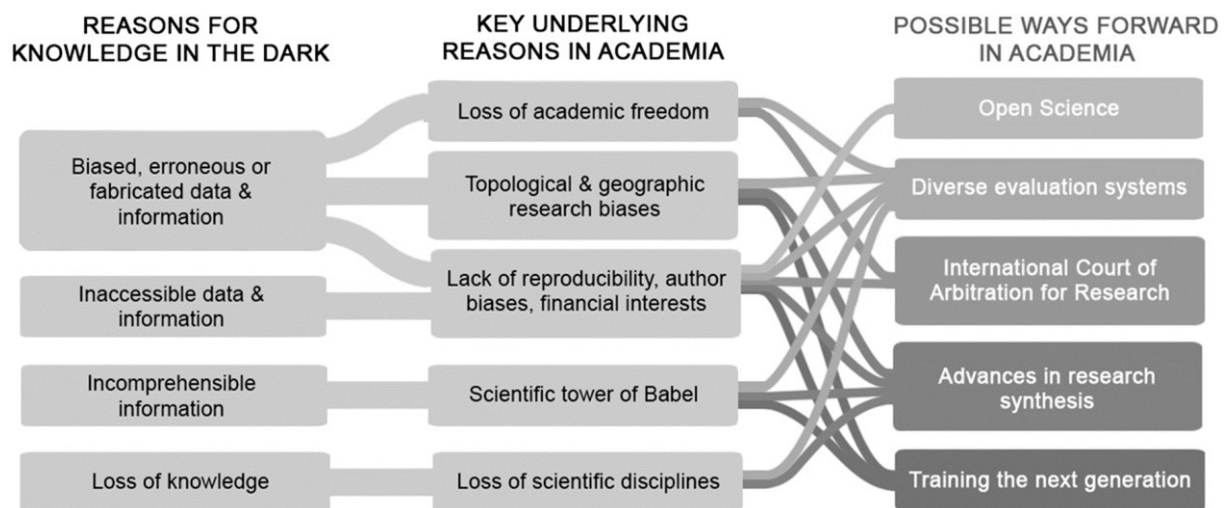 REASONS FOR
KNOWLEDGE IN THE DARK
Biased, erroneous or
fabricated data &
information
Inaccessible data &
information
Incomprehensible
information
Loss of knowledge
KEY UNDERLYING
REASONS IN ACADEMIA
Loss of academic freedom
Topological & geographic
research biases
Lack of reproducibility, author
biases, financial interests
Scientific tower of Babel
Loss of scientific disciplines
POSSIBLE WAYS FORWARD
IN ACADEMIA
Open Science
Diverse evaluation systems
International Court of
Arbitration for Research
Advances in research
synthesis
Training the next generation